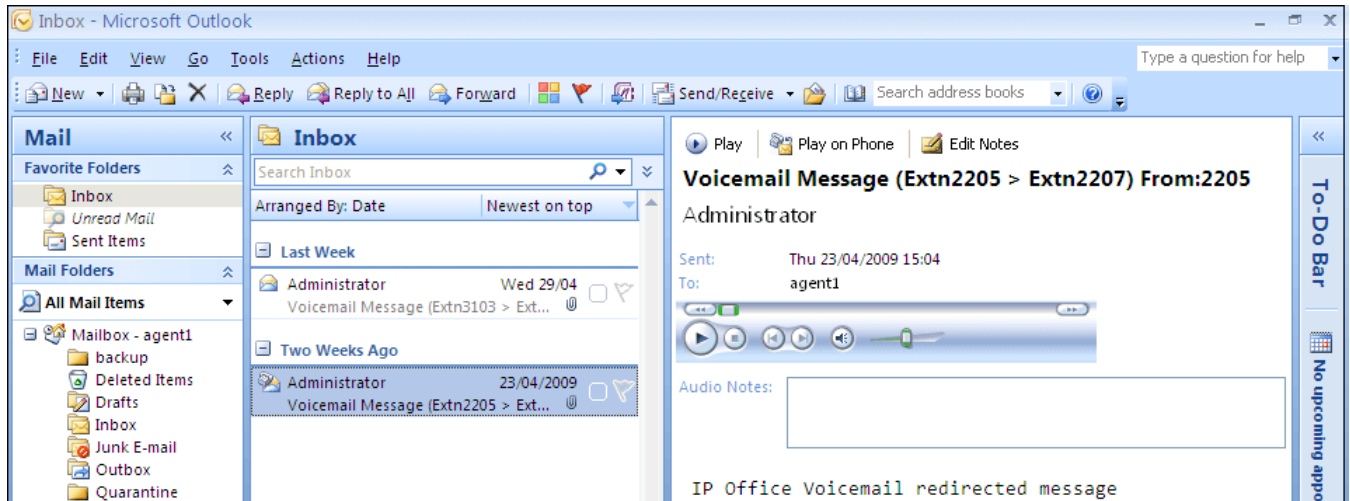 Inbox - Microsoft Outlook
File Edit View Go Tools Actions Help
Type a question for help
New Reply Reply to All Forward Send/Receive Search address books
Mail
Favorite Folders
Inbox
Unread Mail
Sent Items
Mail Folders
All Mail Items
Mailbox - agent1
backup
Deleted Items
Drafts
Inbox
Junk E-mail
Outbox
Quarantine
Inbox
Search Inbox
Arranged By: Date Newest on top
Last Week
Administrator Wed 29/04
Voicemail Message (Extn3103 > Ext...
Two Weeks Ago
Administrator 23/04/2009
Voicemail Message (Extn2205 > Ext...
Play Play on Phone Edit Notes
Voicemail Message (Extn2205 > Extn2207) From:2205
Administrator
Sent: Thu 23/04/2009 15:04
To: agent1
Audio Notes:
IP Office Voicemail redirected message
To-Do Bar
No upcoming appo